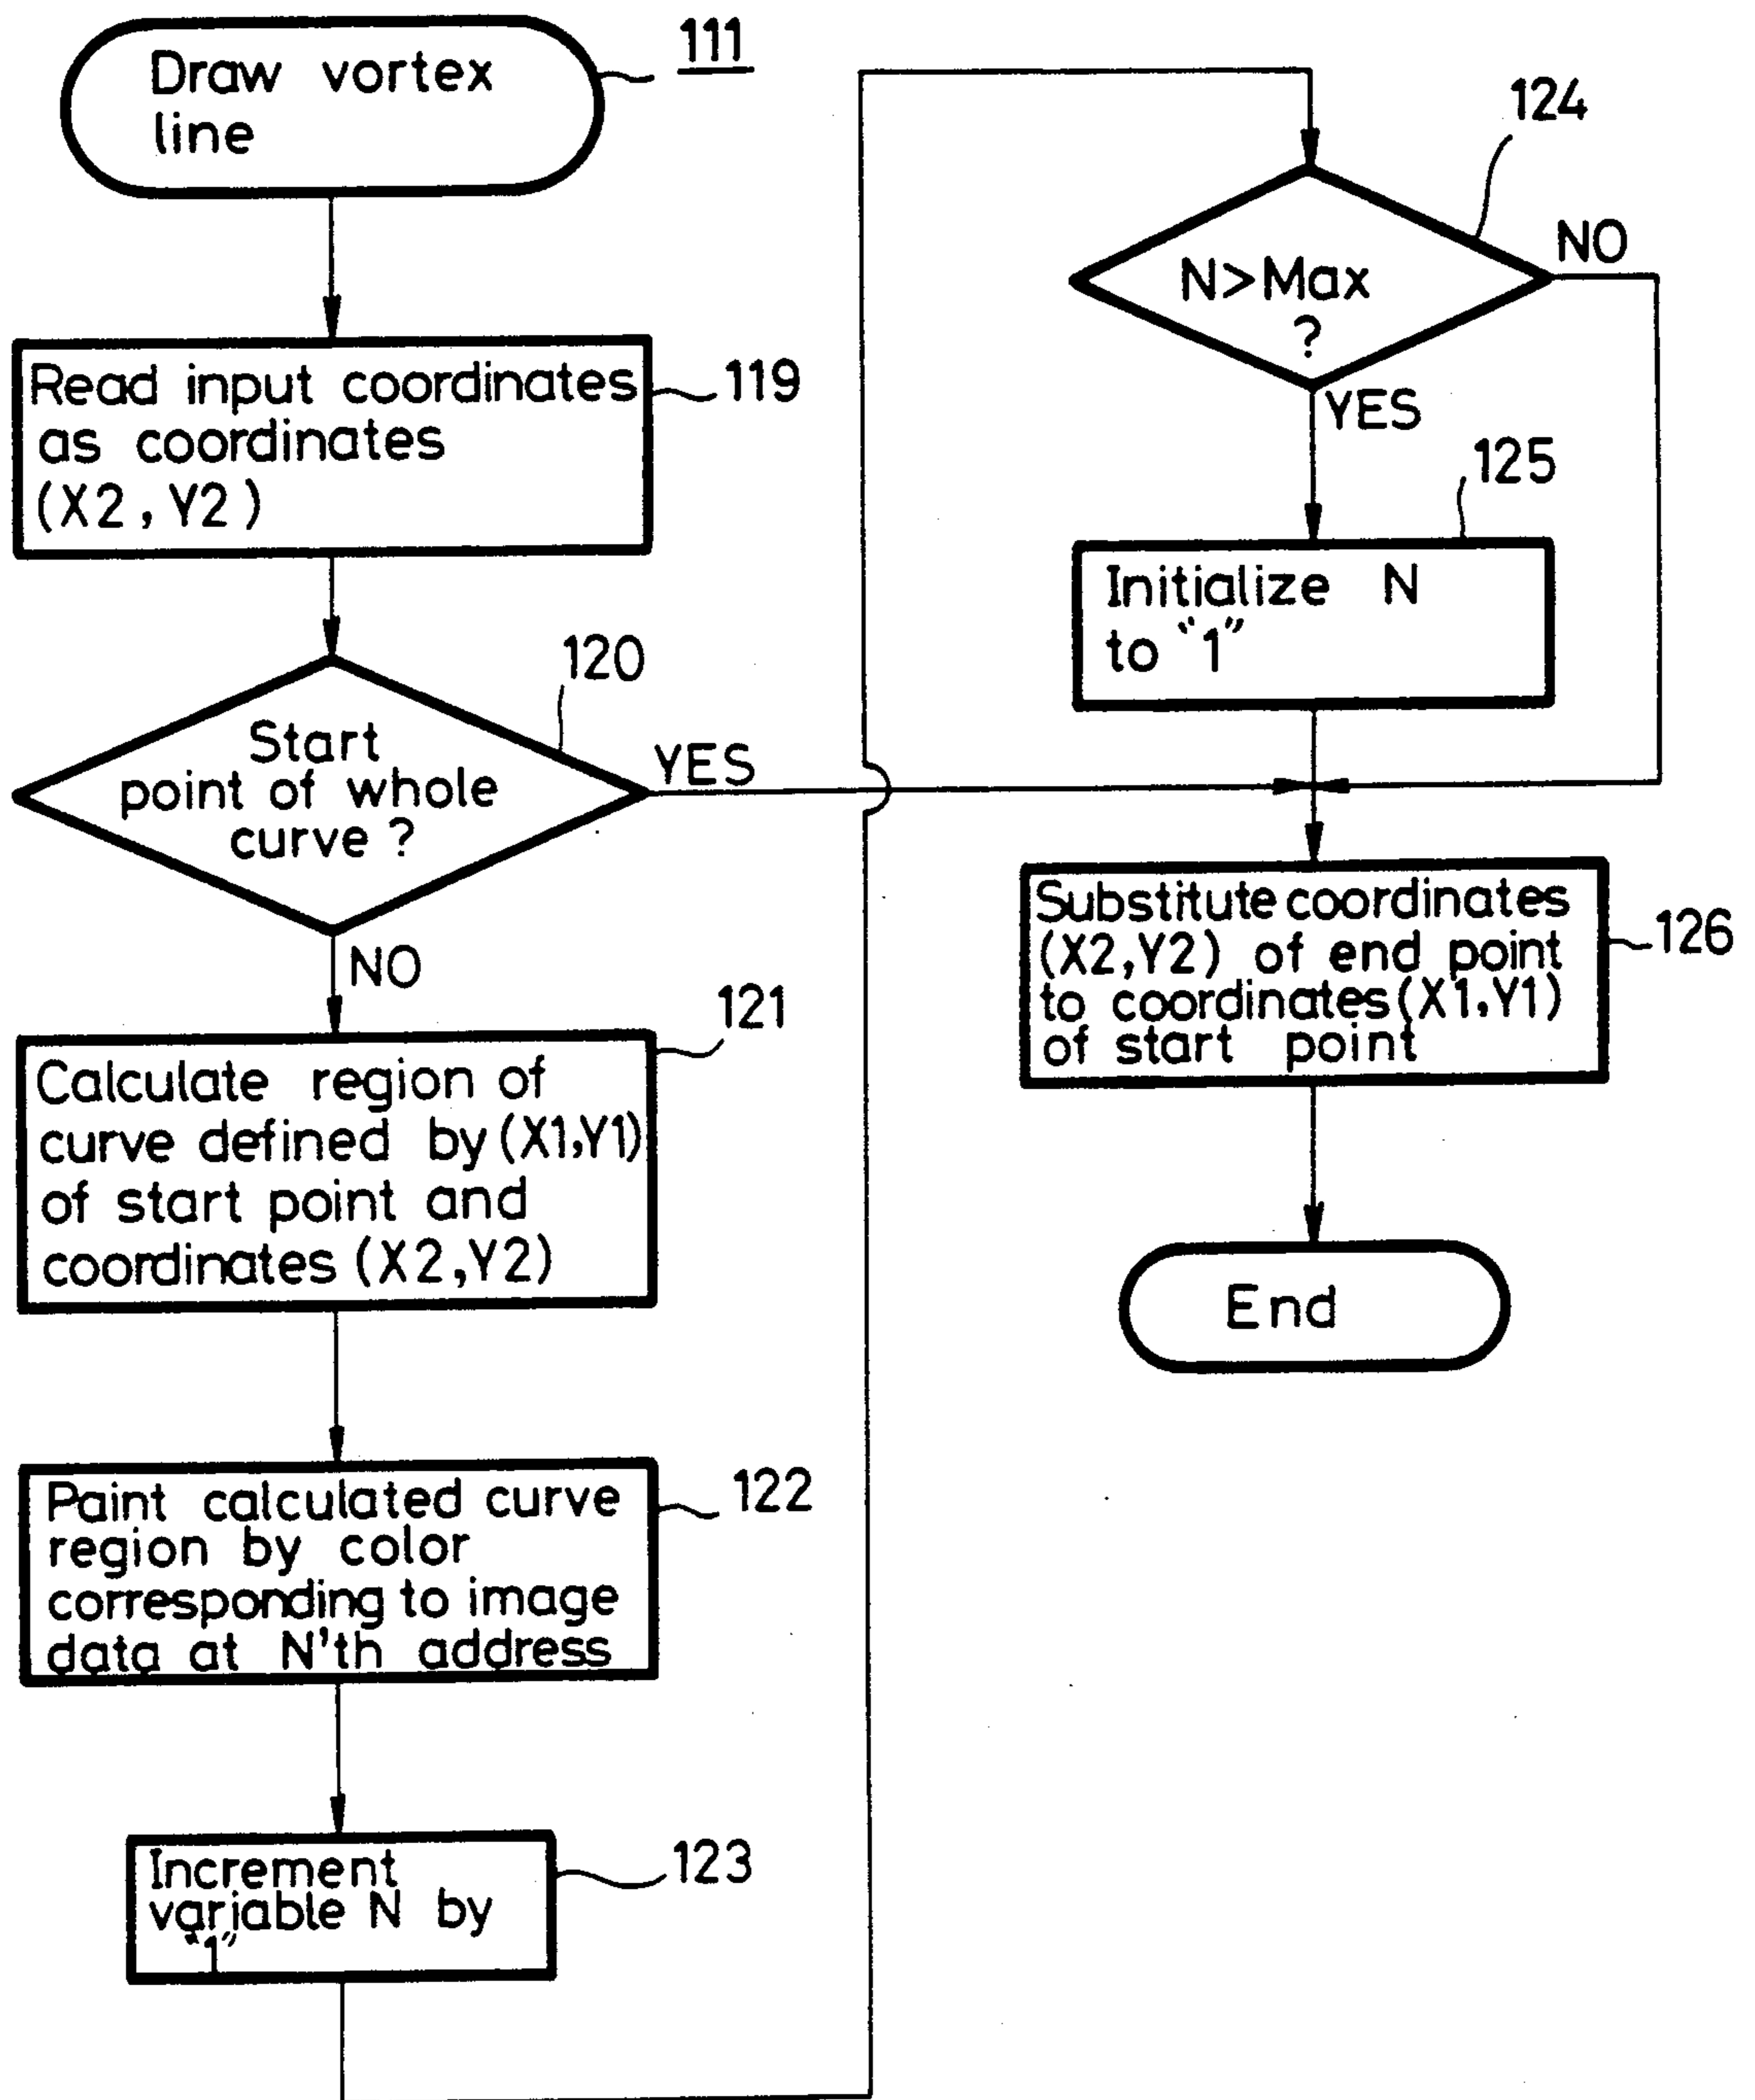 Draw vortex
line
111
Read input coordinates
as coordinates
(X2, Y2)
119
120
Start
point of whole
curve?
YES
NO
121
Calculate region of
curve defined by (X1,Y1)
of start point and
coordinates (X2,Y2)
Paint calculated curve
region by color
corresponding to image
data at N'th address
122
Increment
variable N by
"1"
123
124
N>Max
?
NO
YES
125
Initialize N
to "1"
Substitute coordinates
(X2,Y2) of end point
to coordinates (X1,Y1)
of start point
126
End